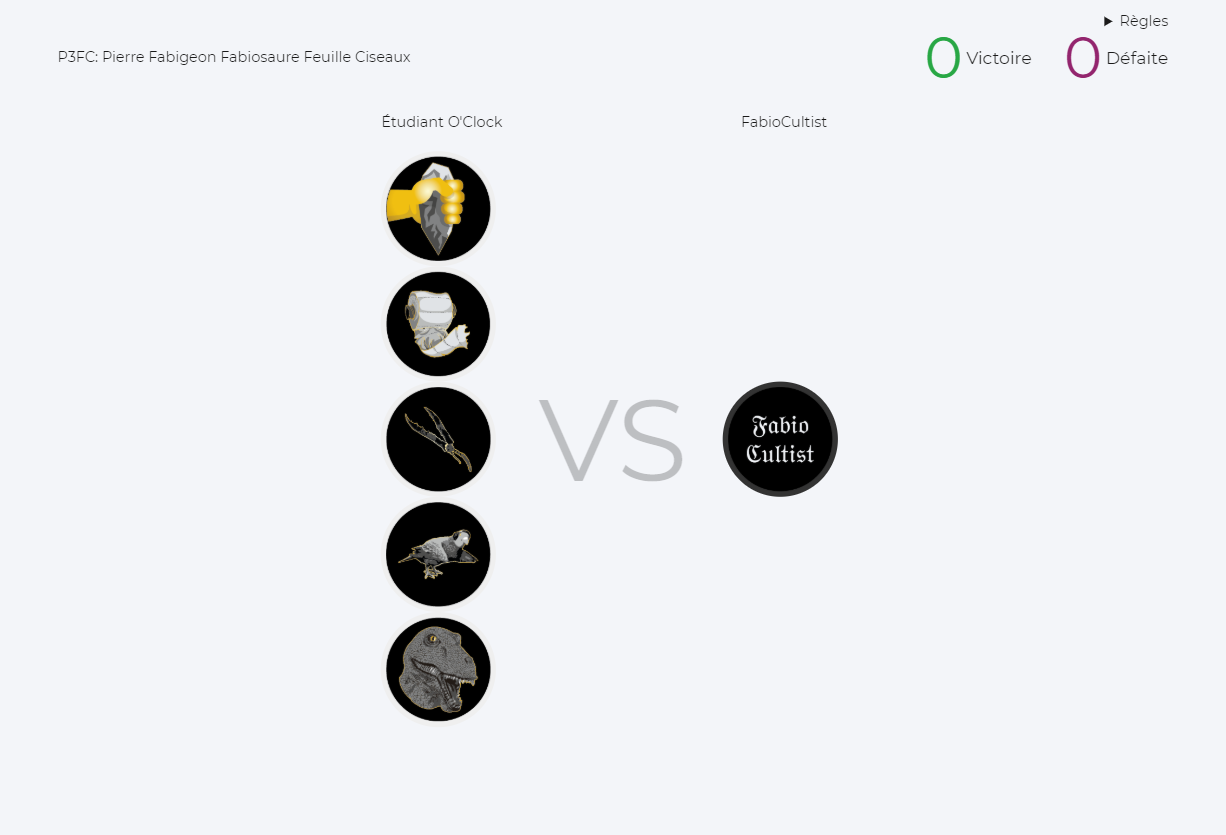 Règles
P3FC: Pierre Fabigeon Fabiosaure Feuille Ciseaux
0 Victoire
0 Défaite
Étudiant O'Clock
FabioCultist
VS
Fabio
Cultist